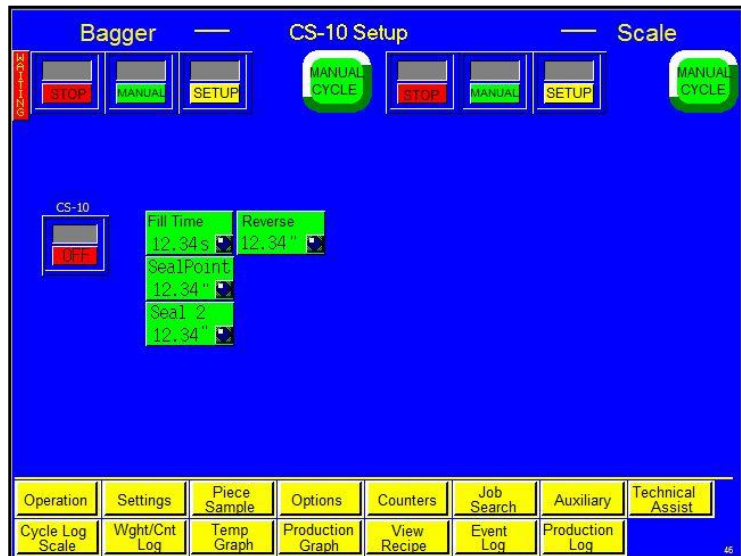 Bagger — CS-10 Setup — Scale
WAITING
STOP MANUAL SETUP MANUAL CYCLE STOP MANUAL SETUP MANUAL CYCLE
CS-10
OFF
Fill Time
12.34 s
Reverse
12.34 "
SealPoint
12.34 "
Seal 2
12.34 "
Operation
Settings
Piece
Sample
Options
Counters
Job
Search
Auxiliary
Technical
Assist
Cycle Log
Scale
Wght/Cnt
Log
Temp
Graph
Production
Graph
View
Recipe
Event
Log
Production
Log
46